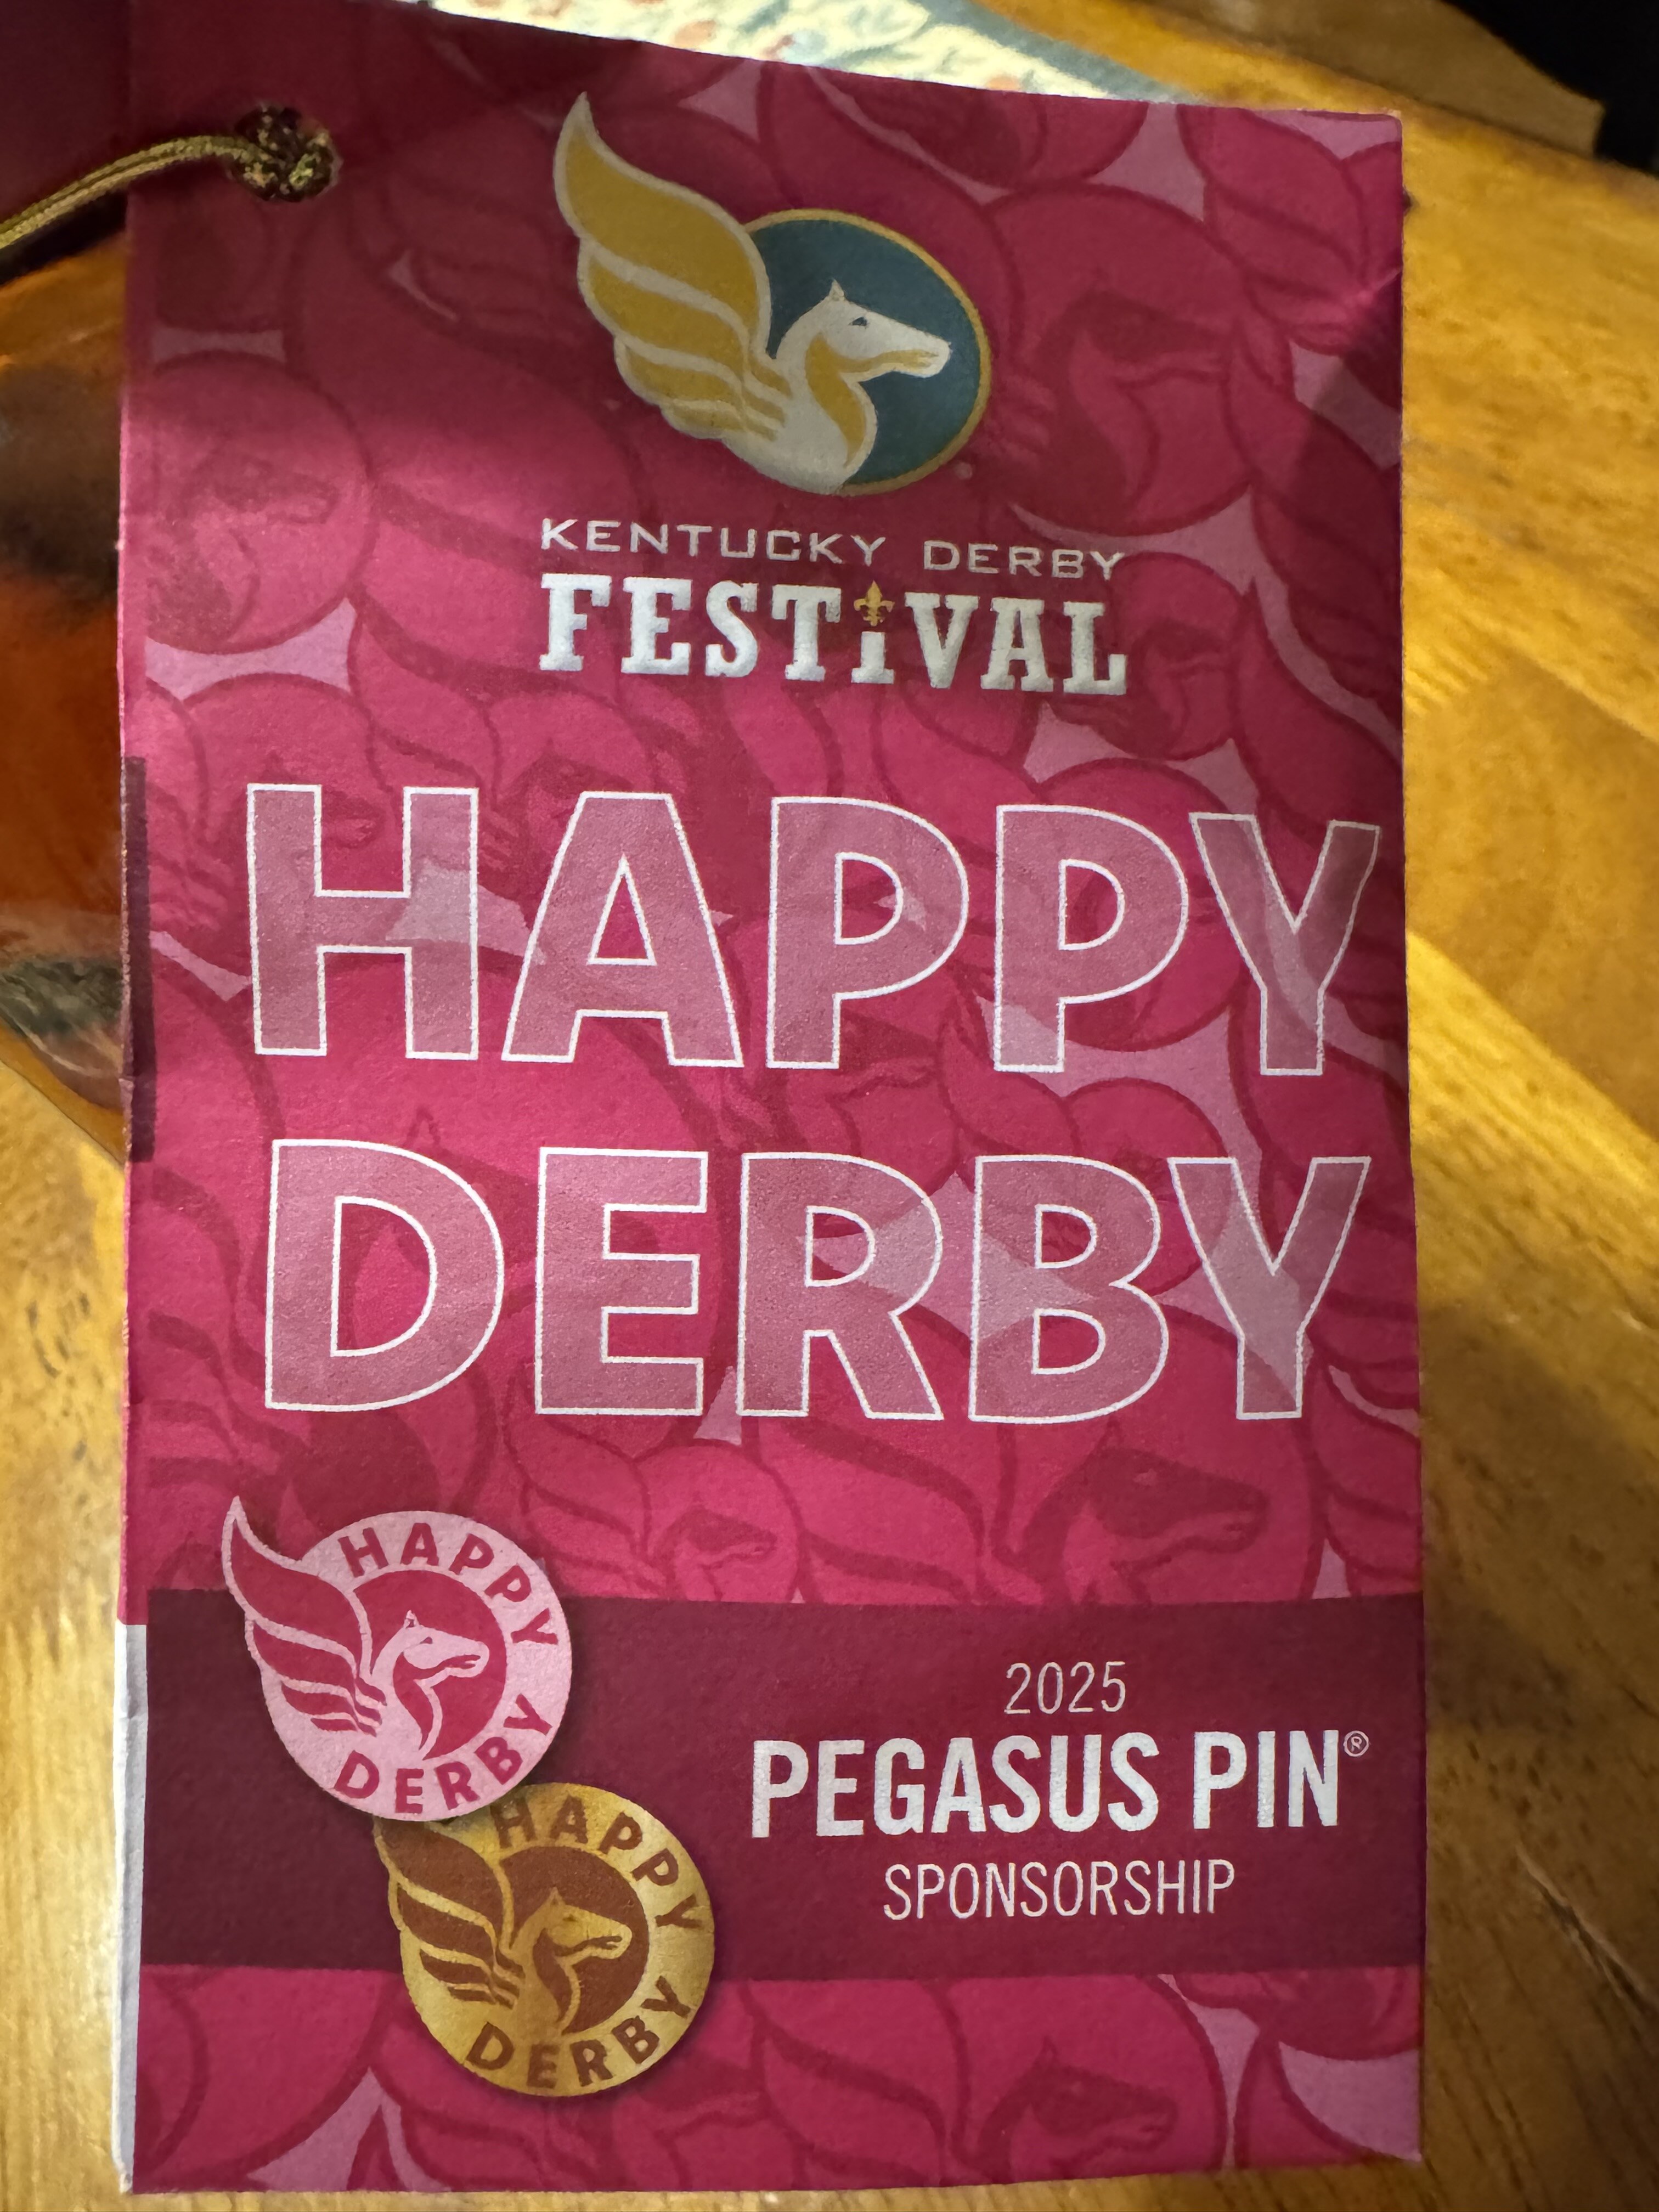 KENTUCKY DERBY
FESTiVAL
HAPPY
DERBY
HAPPY
DERBY
2025
PEGASUS PIN®
SPONSORSHIP
HAPPY
DERBY